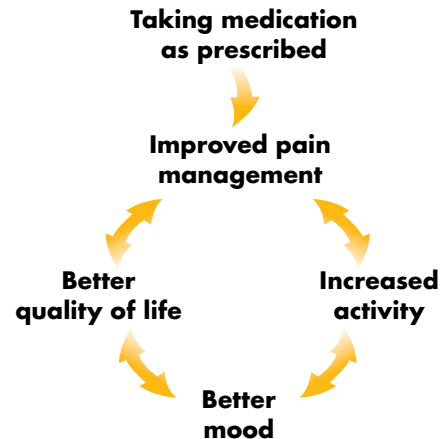 Taking medication
as prescribed
Improved pain
management
Better
quality of life
Increased
activity
Better
mood